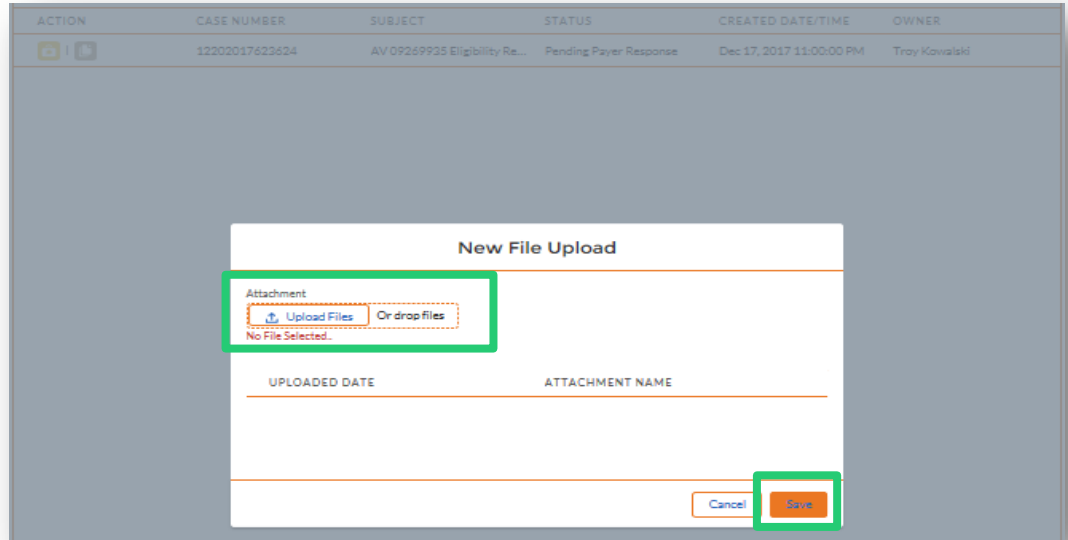 ACTION CASE NUMBER SUBJECT STATUS CREATED DATE/TIME OWNER
12202017623624 AV 09269935 Eligibility Re... Pending Payer Response Dec 17, 2017 11:00:00 PM Troy Kowalski
New File Upload
Attachment
Upload Files Or drop files
No File Selected..
UPLOADED DATE ATTACHMENT NAME
Cancel Save